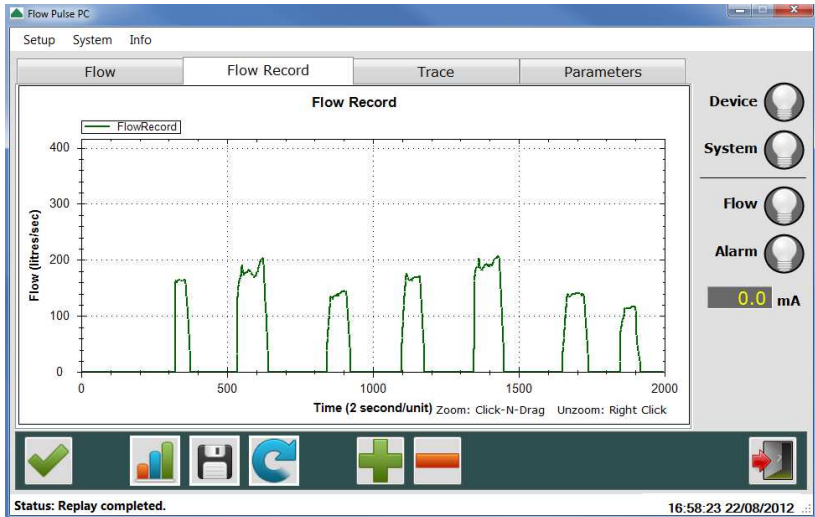 Flow Pulse PC
Setup System Info
Flow Flow Record Trace Parameters
Flow Record
FlowRecord
Device
System
Flow
Alarm
0.0 mA
Flow (litres/sec)
400
300
200
100
0
0 500 1000 1500 2000
Time (2 second/unit) Zoom: Click-N-Drag Unzoom: Right Click
Status: Replay completed. 16:58:23 22/08/2012